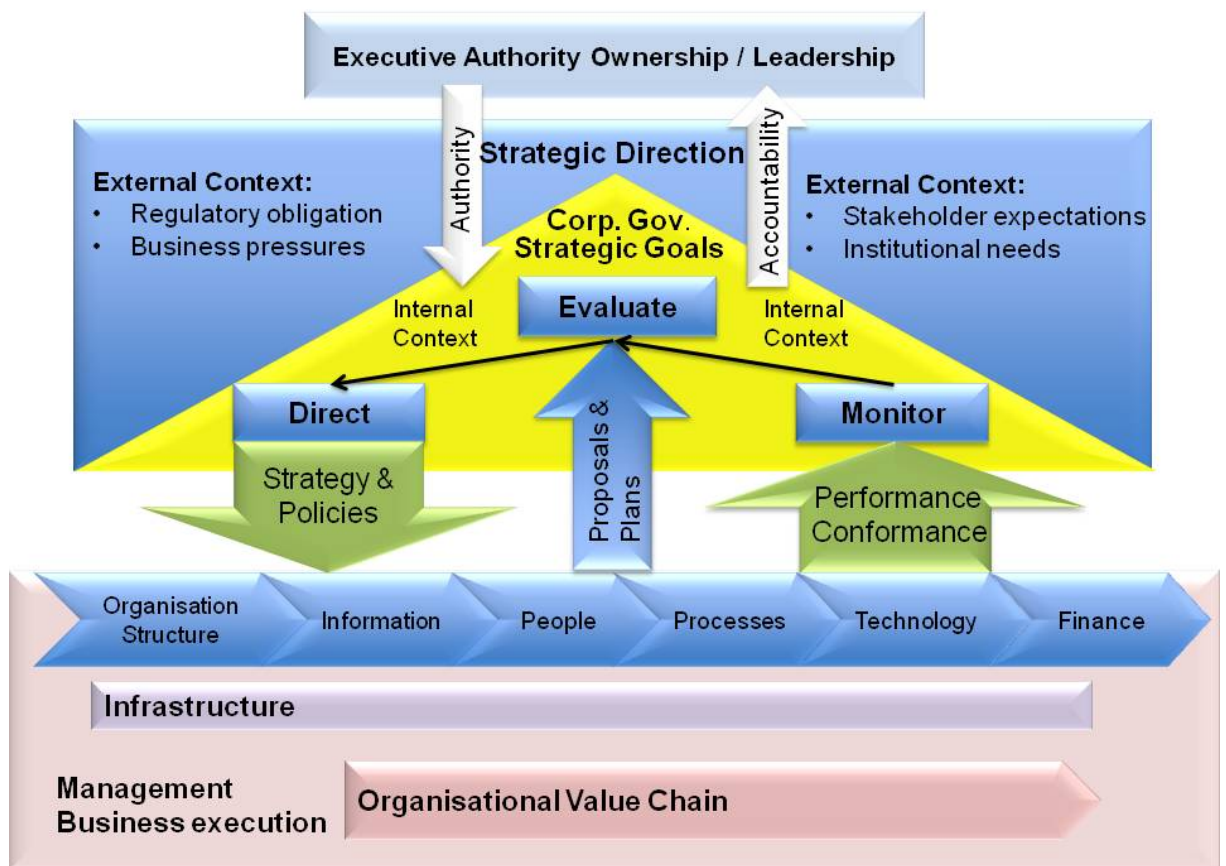 Executive Authority Ownership / Leadership
Authority
Accountability
Strategic Direction
External Context:
• Regulatory obligation
• Business pressures
External Context:
• Stakeholder expectations
• Institutional needs
Corp. Gov.
Strategic Goals
Internal
Context
Evaluate
Internal
Context
Direct
Monitor
Strategy &
Policies
Proposals &
Plans
Performance
Conformance
Organisation
Structure
Information
People
Processes
Technology
Finance
Infrastructure
Management
Business execution
Organisational Value Chain